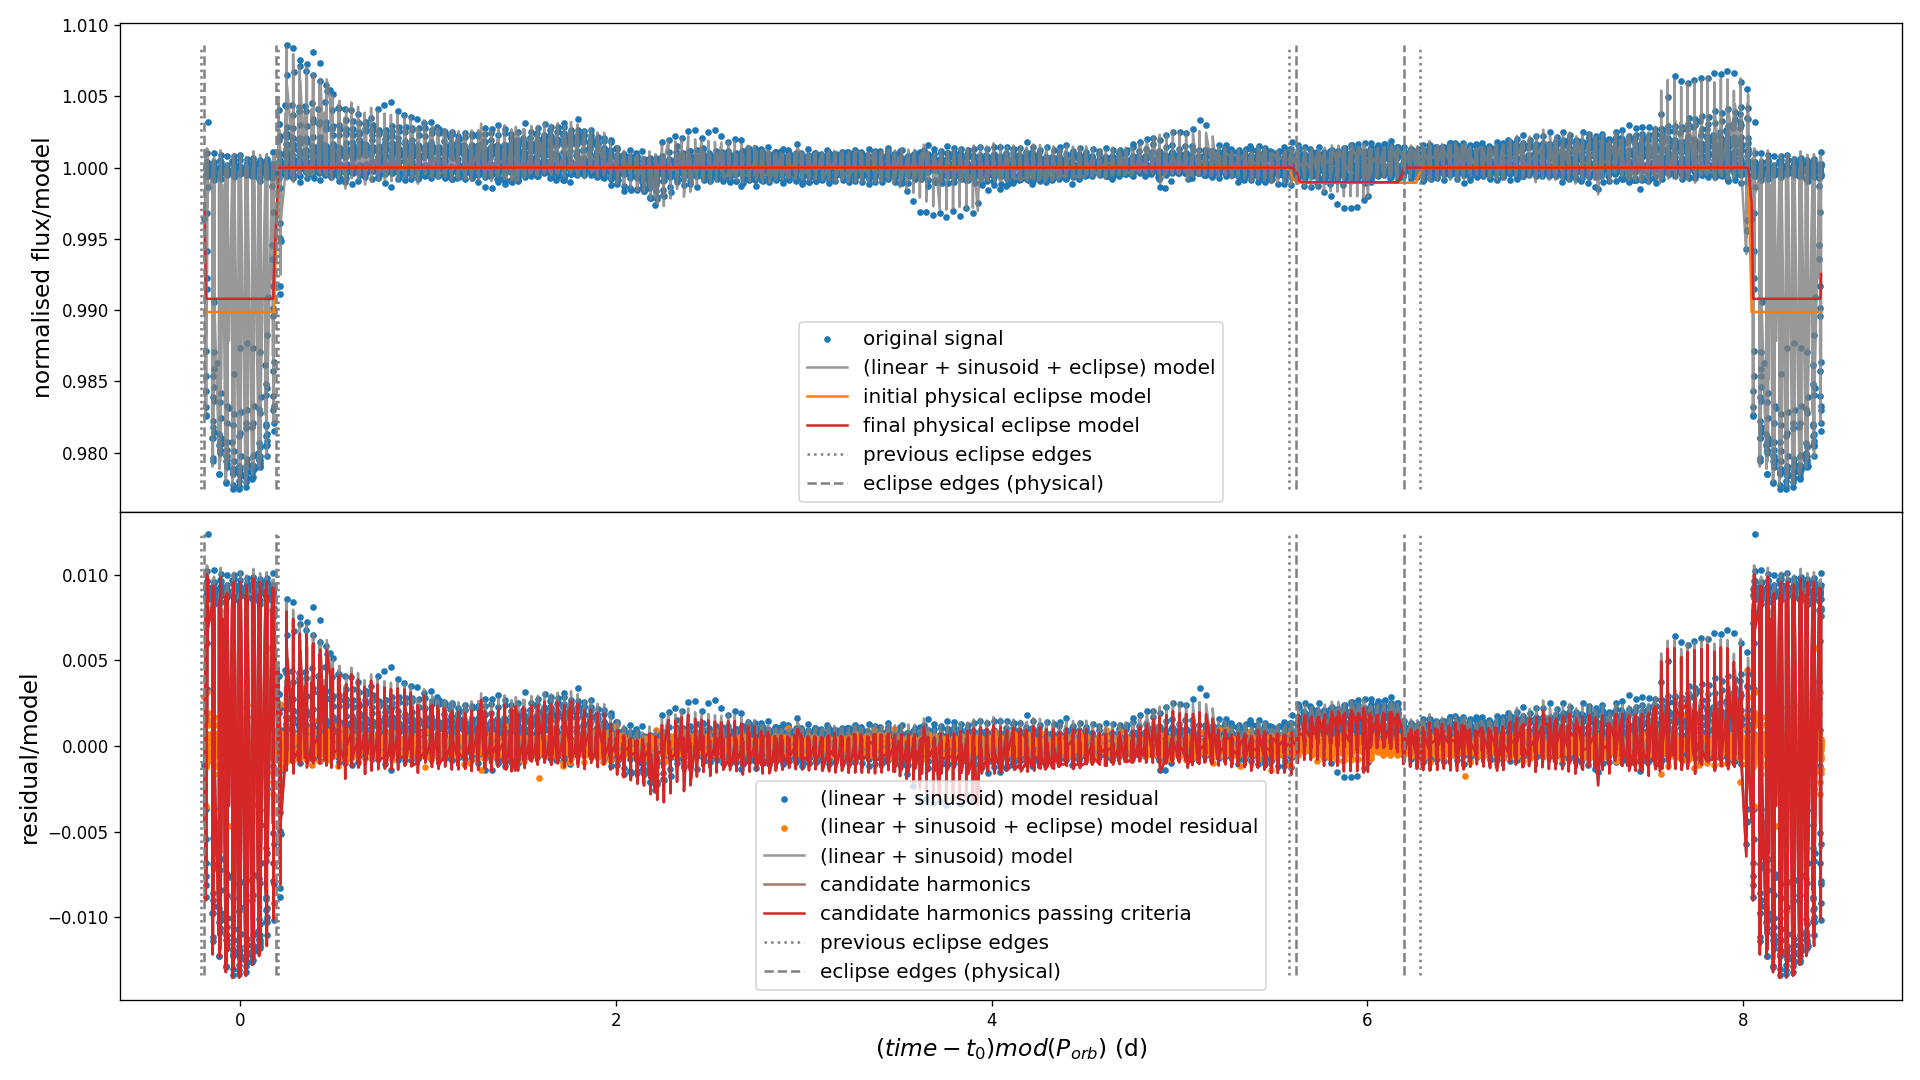 1.010
1.005
1.000
0.995
0.990
0.985
0.980
normalised flux/model
original signal
(linear + sinusoid + eclipse) model
initial physical eclipse model
final physical eclipse model
previous eclipse edges
eclipse edges (physical)
0.010
0.005
0.000
−0.005
−0.010
residual/model
(linear + sinusoid) model residual
(linear + sinusoid + eclipse) model residual
(linear + sinusoid) model
candidate harmonics
candidate harmonics passing criteria
previous eclipse edges
eclipse edges (physical)
0 2 4 6 8
(time − t₀)mod(P_orb) (d)